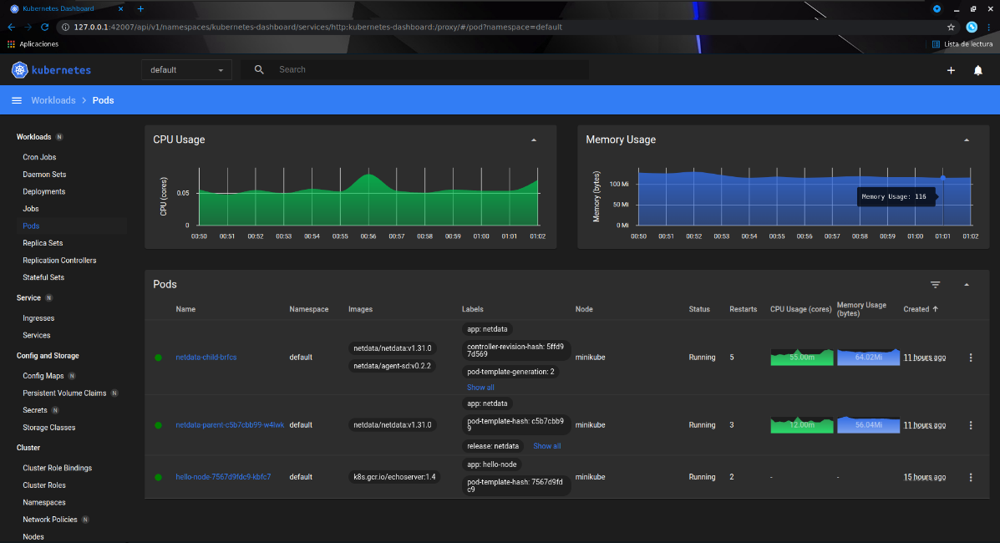 Kubernetes Dashboard
127.0.0.1:42007/api/v1/namespaces/kubernetes-dashboard/services/http:kubernetes-dashboard:/proxy/#/pod?namespace=default
Aplicaciones
Lista de lectura
kubernetes
default
Search
Workloads
Pods
Workloads N
Cron Jobs
Daemon Sets
Deployments
Jobs
Pods
Replica Sets
Replication Controllers
Stateful Sets
Service N
Ingresses
Services
Config and Storage
Config Maps N
Persistent Volume Claims N
Secrets N
Storage Classes
Cluster
Cluster Role Bindings
Cluster Roles
Namespaces
Network Policies N
Nodes
CPU Usage
CPU (cores)
0.05
0
00:50 00:51 00:52 00:53 00:54 00:55 00:56 00:57 00:58 00:59 01:00 01:01 01:02
Memory Usage
Memory (bytes)
100 Mi
50 Mi
0 Mi
Memory Usage: 116
00:50 00:51 00:52 00:53 00:54 00:55 00:56 00:57 00:58 00:59 01:00 01:01 01:02
Pods
Name
Namespace
Images
Labels
Node
Status
Restarts
CPU Usage (cores)
Memory Usage
(bytes)
Created
netdata-child-brfcs
default
netdata/netdata:v1.31.0
netdata/agent-sd:v0.2.2
app: netdata
controller-revision-hash: 5ffd9
7d569
pod-template-generation: 2
Show all
minikube
Running
5
55.00m
64.02Mi
11 hours ago
netdata-parent-c5b7cbb99-w4lwk
default
netdata/netdata:v1.31.0
app: netdata
pod-template-hash: c5b7cbb9
9
release: netdata
Show all
minikube
Running
3
12.00m
56.04Mi
11 hours ago
hello-node-7567d9fdc9-kbfc7
default
k8s.gcr.io/echoserver:1.4
app: hello-node
pod-template-hash: 7567d9fd
c9
minikube
Running
2
-
-
15 hours ago